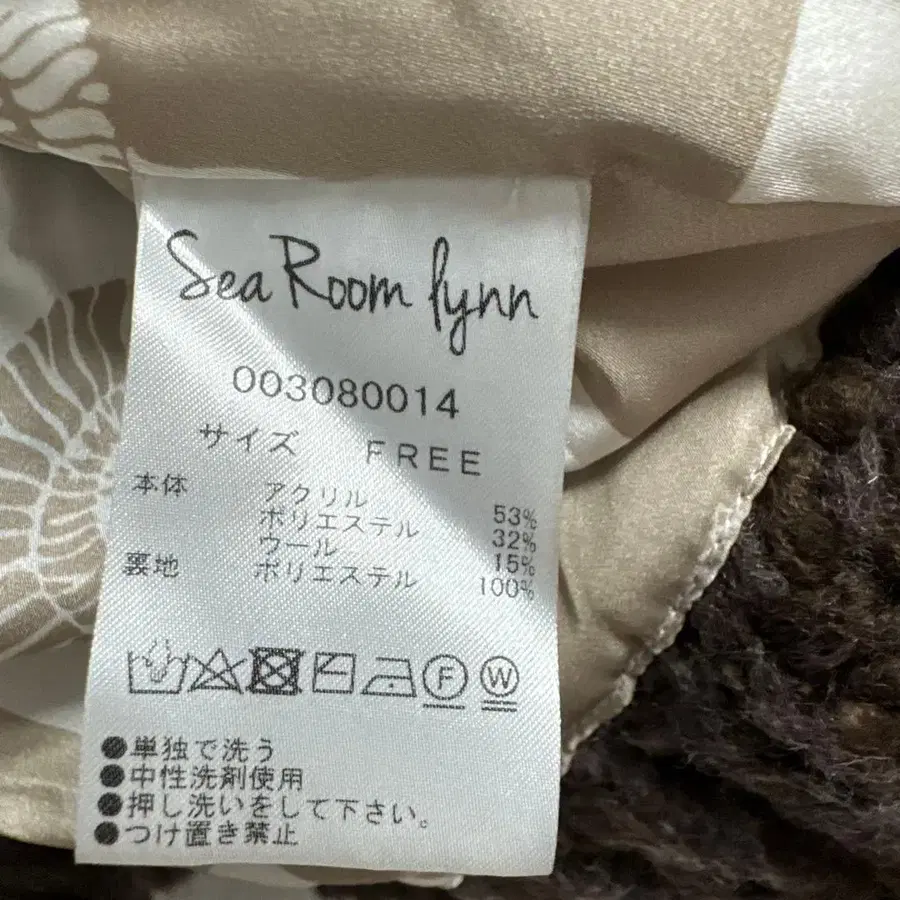 Sea Room lynn
003080014
サイズ FREE
本体 アクリル 53%
ポリエステル 32%
ウール 15%
裏地 ポリエステル 100%
F W
●単独で洗う
●中性洗剤使用
●押し洗いをして下さい。
●つけ置き禁止